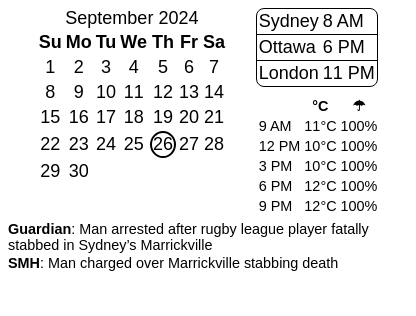 September 2024
Su Mo Tu We Th Fr Sa
1 2 3 4 5 6 7
8 9 10 11 12 13 14
15 16 17 18 19 20 21
22 23 24 25 26 27 28
29 30
Sydney 8 AM
Ottawa 6 PM
London 11 PM
°C ☂
9 AM 11°C 100%
12 PM 10°C 100%
3 PM 10°C 100%
6 PM 12°C 100%
9 PM 12°C 100%
Guardian: Man arrested after rugby league player fatally
stabbed in Sydney’s Marrickville
SMH: Man charged over Marrickville stabbing death